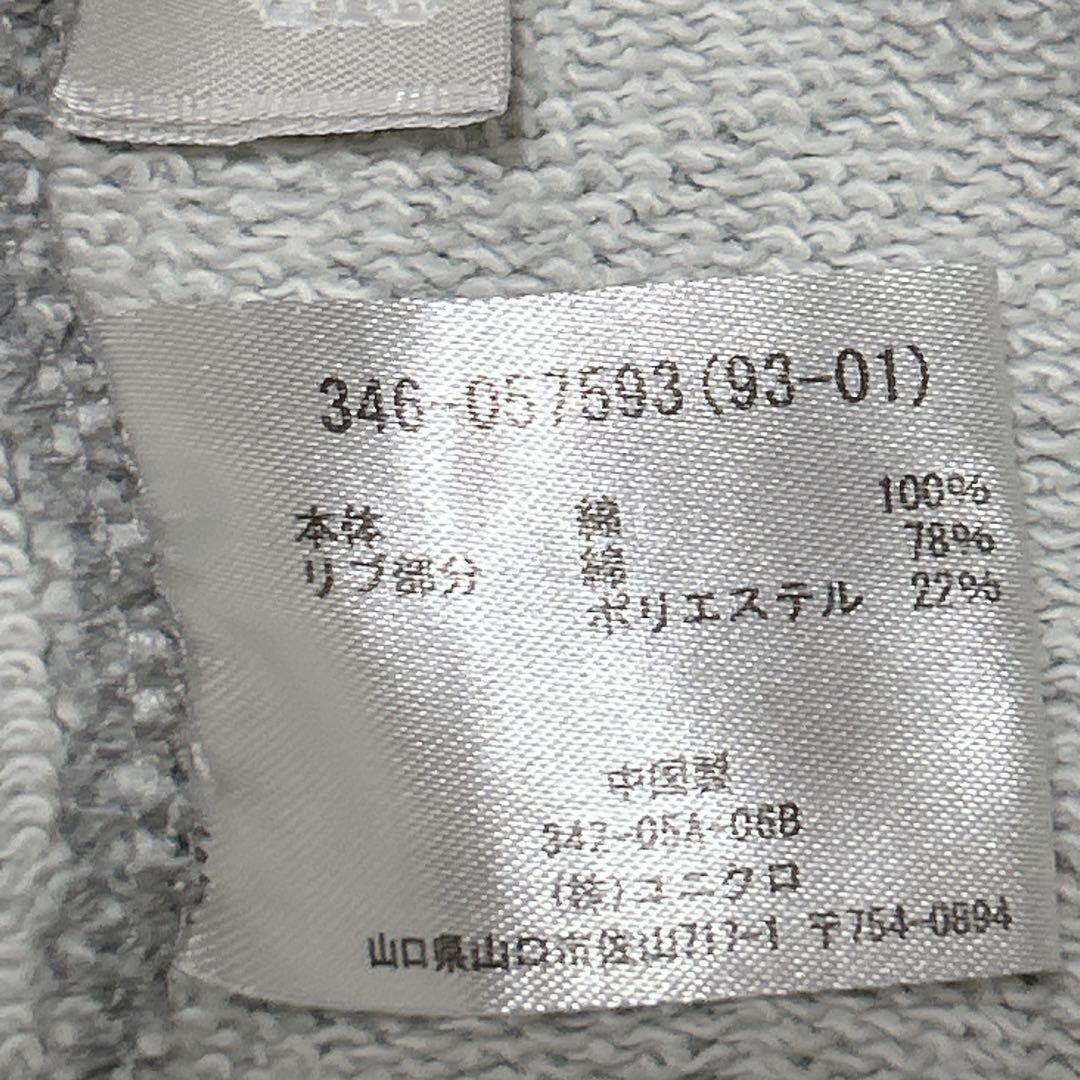 346-057593(93-01)
本体 綿 100%
リブ部分 綿 78%
ポリエステル 22%
中国製
342-05A-06B
(株)ユニクロ
山口県山口市佐山717-1 〒754-0894